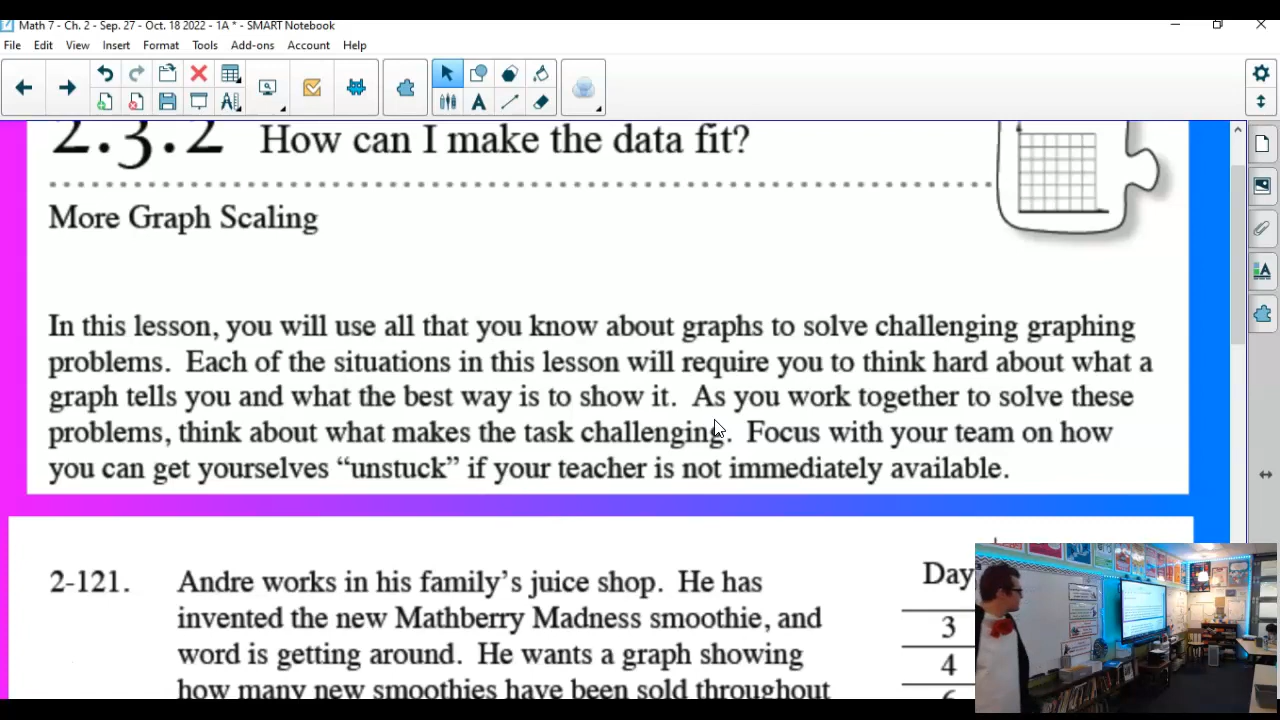 Math 7 - Ch. 2 - Sep. 27 - Oct. 18 2022 - 1A * - SMART Notebook
File Edit View Insert Format Tools Add-ons Account Help
2.3.2 How can I make the data fit?
More Graph Scaling
In this lesson, you will use all that you know about graphs to solve challenging graphing
problems. Each of the situations in this lesson will require you to think hard about what a
graph tells you and what the best way is to show it. As you work together to solve these
problems, think about what makes the task challenging. Focus with your team on how
you can get yourselves “unstuck” if your teacher is not immediately available.
2-121. Andre works in his family’s juice shop. He has
invented the new Mathberry Madness smoothie, and
word is getting around. He wants a graph showing
how many new smoothies have been sold throughout
Day
3
4
6